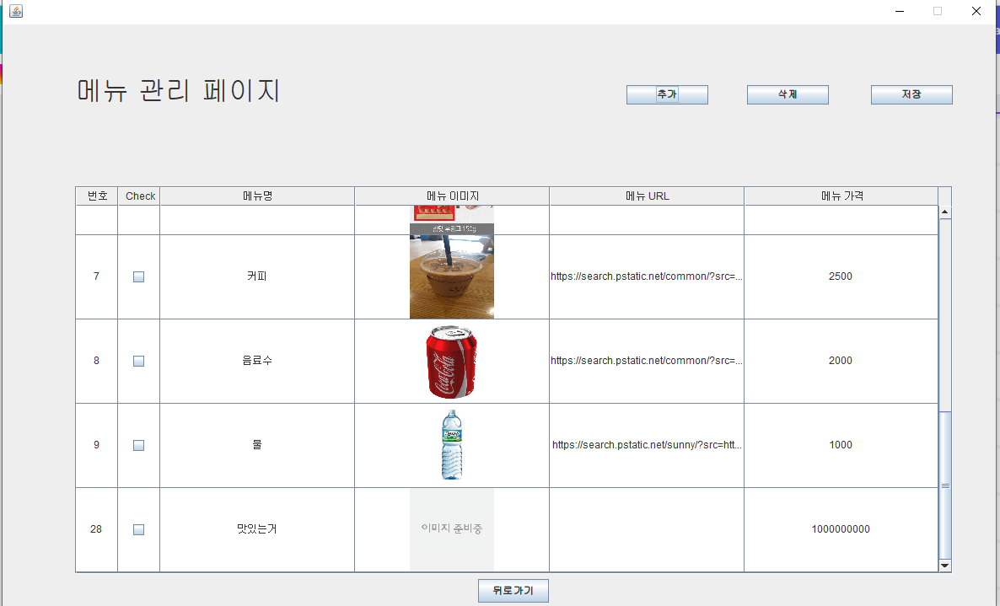 메뉴 관리 페이지
추가 삭제 저장
번호 Check 메뉴명 메뉴 이미지 메뉴 URL 메뉴 가격
150g
7 커피 https://search.pstatic.net/common/?src=... 2500
8 음료수 Coca-Cola https://search.pstatic.net/common/?src=... 2000
9 물 https://search.pstatic.net/sunny/?src=htt... 1000
28 맛있는거 이미지 준비중 1000000000
뒤로가기